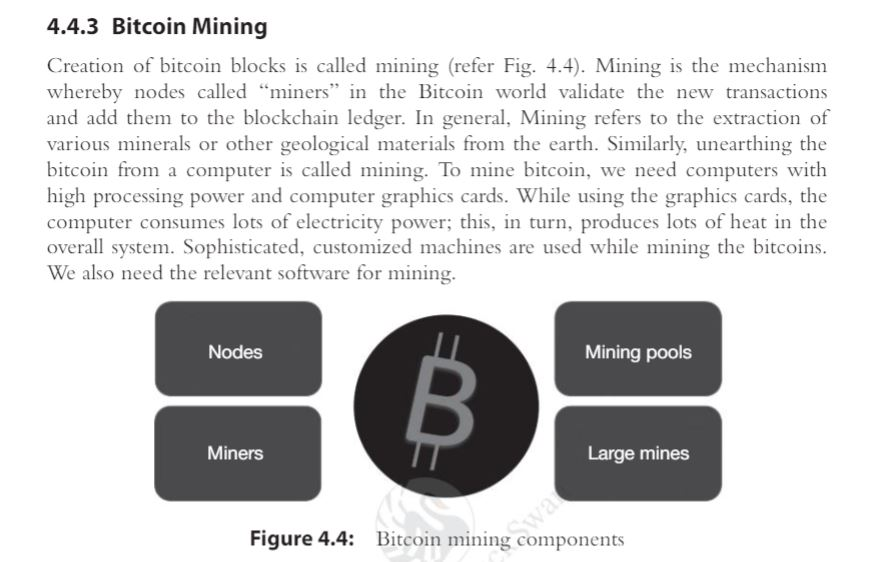 4.4.3 Bitcoin Mining
Creation of bitcoin blocks is called mining (refer Fig. 4.4). Mining is the mechanism
whereby nodes called “miners” in the Bitcoin world validate the new transactions
and add them to the blockchain ledger. In general, Mining refers to the extraction of
various minerals or other geological materials from the earth. Similarly, unearthing the
bitcoin from a computer is called mining. To mine bitcoin, we need computers with
high processing power and computer graphics cards. While using the graphics cards, the
computer consumes lots of electricity power; this, in turn, produces lots of heat in the
overall system. Sophisticated, customized machines are used while mining the bitcoins.
We also need the relevant software for mining.
Nodes
Mining pools
Miners
Large mines
Figure 4.4: Bitcoin mining components